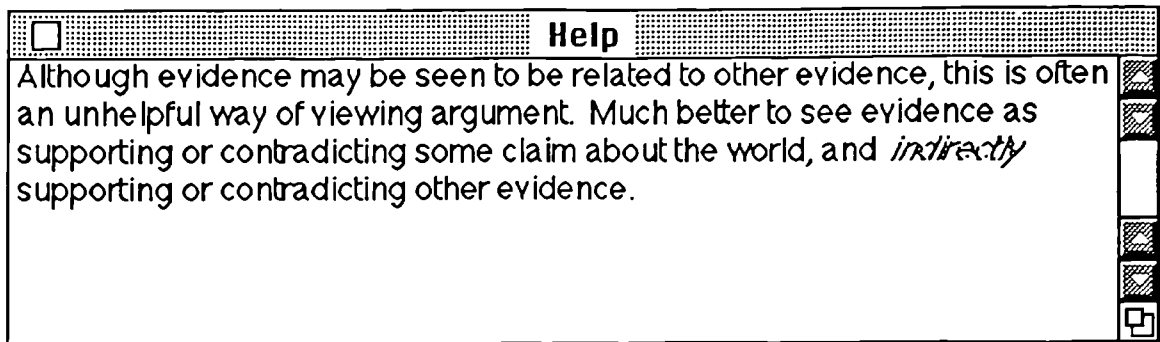 Help
Although evidence may be seen to be related to other evidence, this is often
an unhelpful way of viewing argument. Much better to see evidence as
supporting or contradicting some claim about the world, and indirectly
supporting or contradicting other evidence.